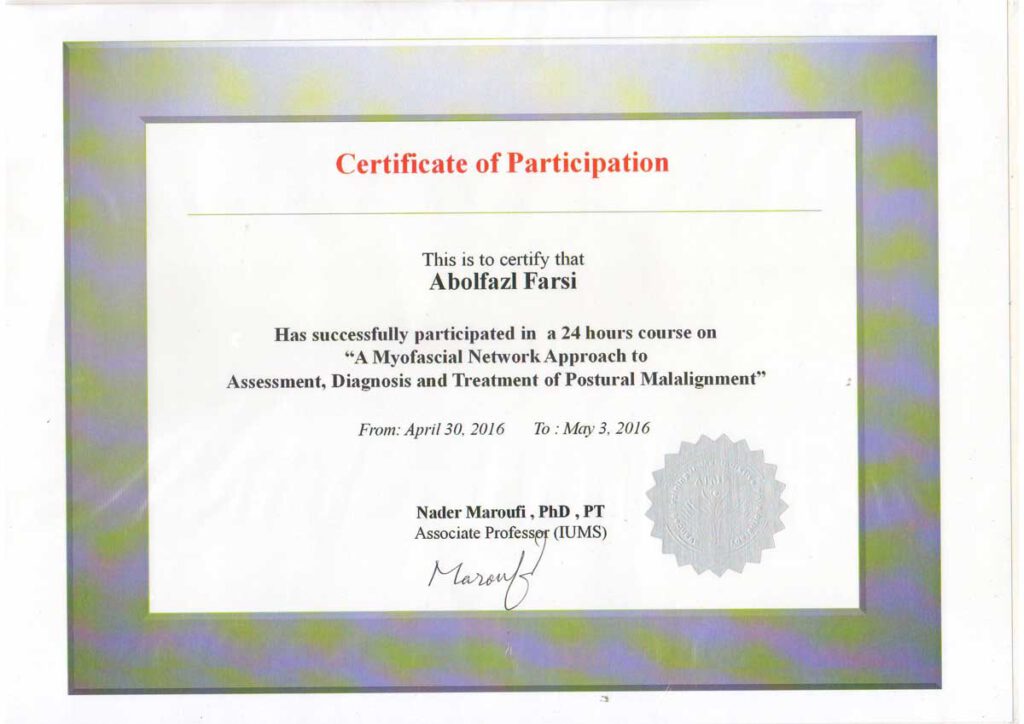 Certificate of Participation
This is to certify that
Abolfazl Farsi
Has successfully participated in a 24 hours course on
“A Myofascial Network Approach to
Assessment, Diagnosis and Treatment of Postural Malalignment”
From: April 30, 2016 To : May 3, 2016
Nader Maroufi , PhD , PT
Associate Professor (IUMS)
Maroufi